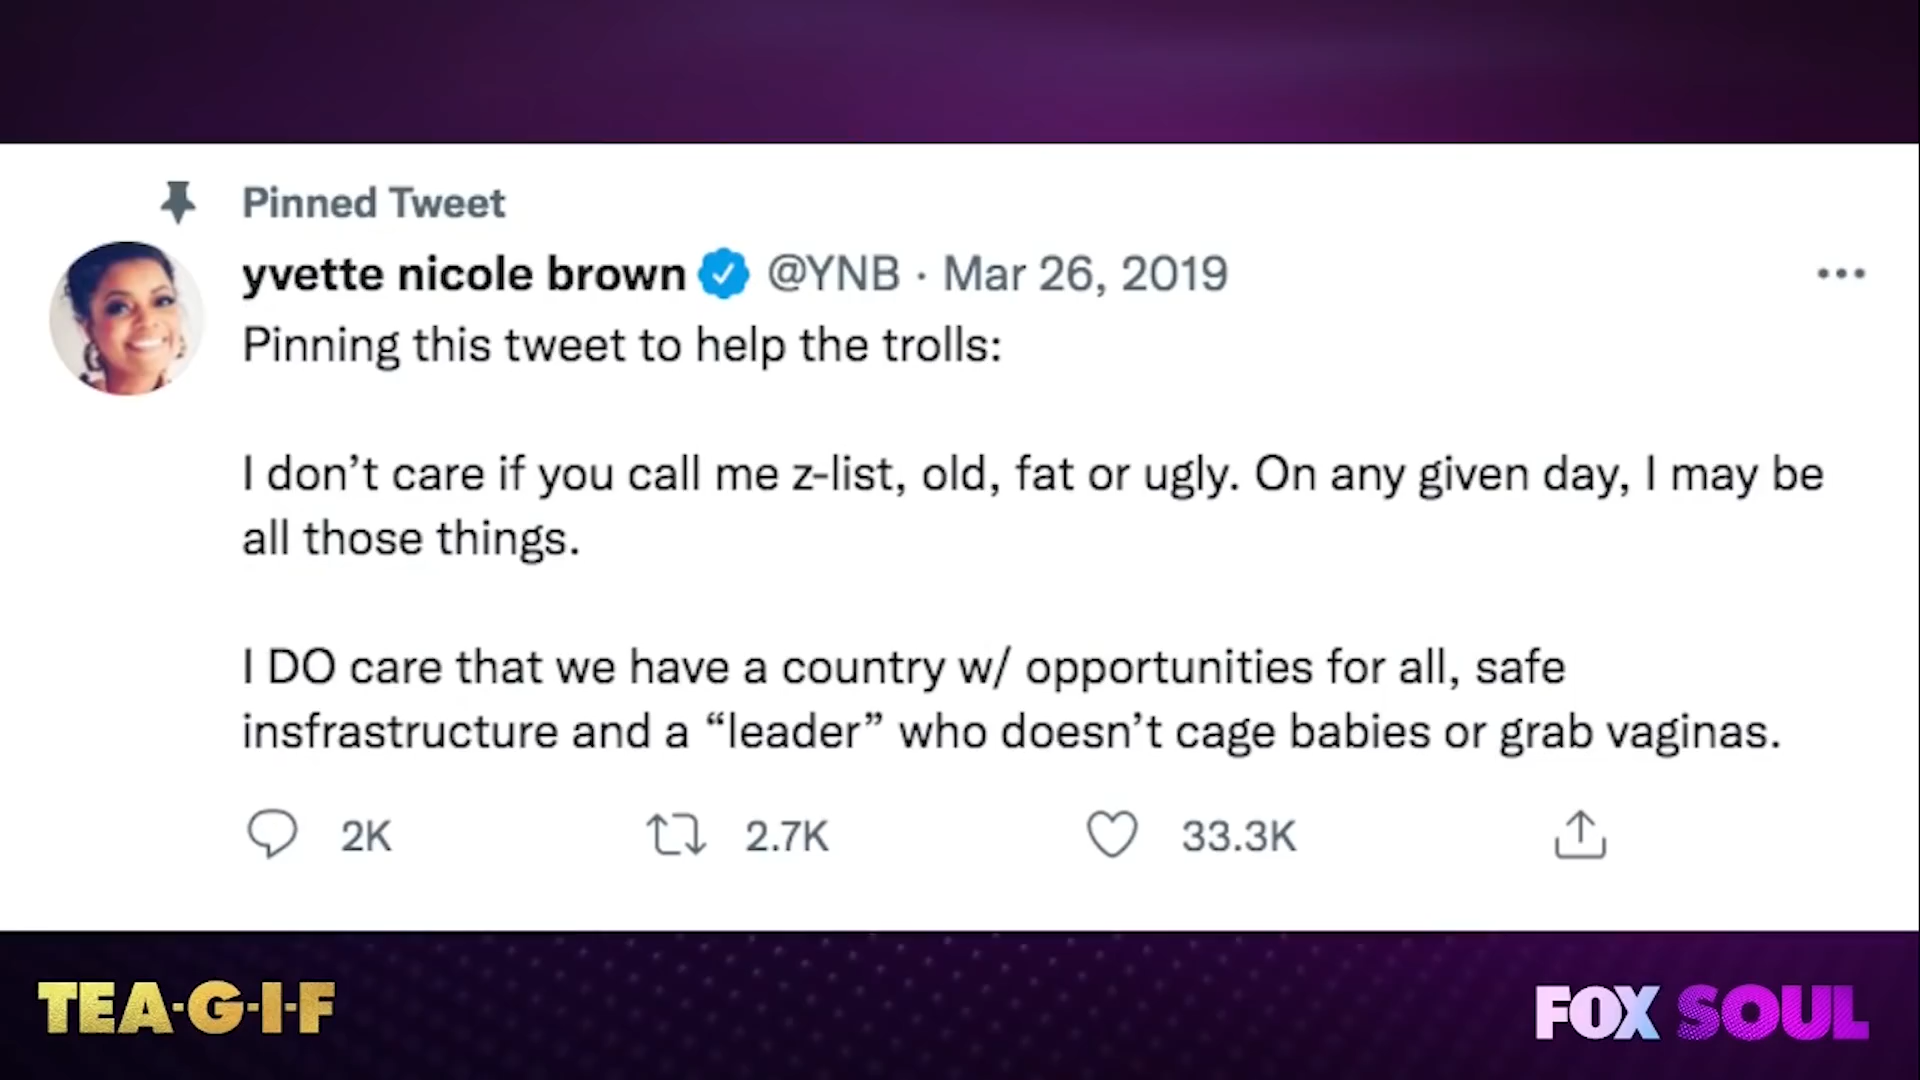 Pinned Tweet
yvette nicole brown @YNB · Mar 26, 2019
Pinning this tweet to help the trolls:
I don’t care if you call me z-list, old, fat or ugly. On any given day, I may be
all those things.
I DO care that we have a country w/ opportunities for all, safe
insfrastructure and a “leader” who doesn’t cage babies or grab vaginas.
2K 2.7K 33.3K
TEA·G·I·F
FOX SOUL